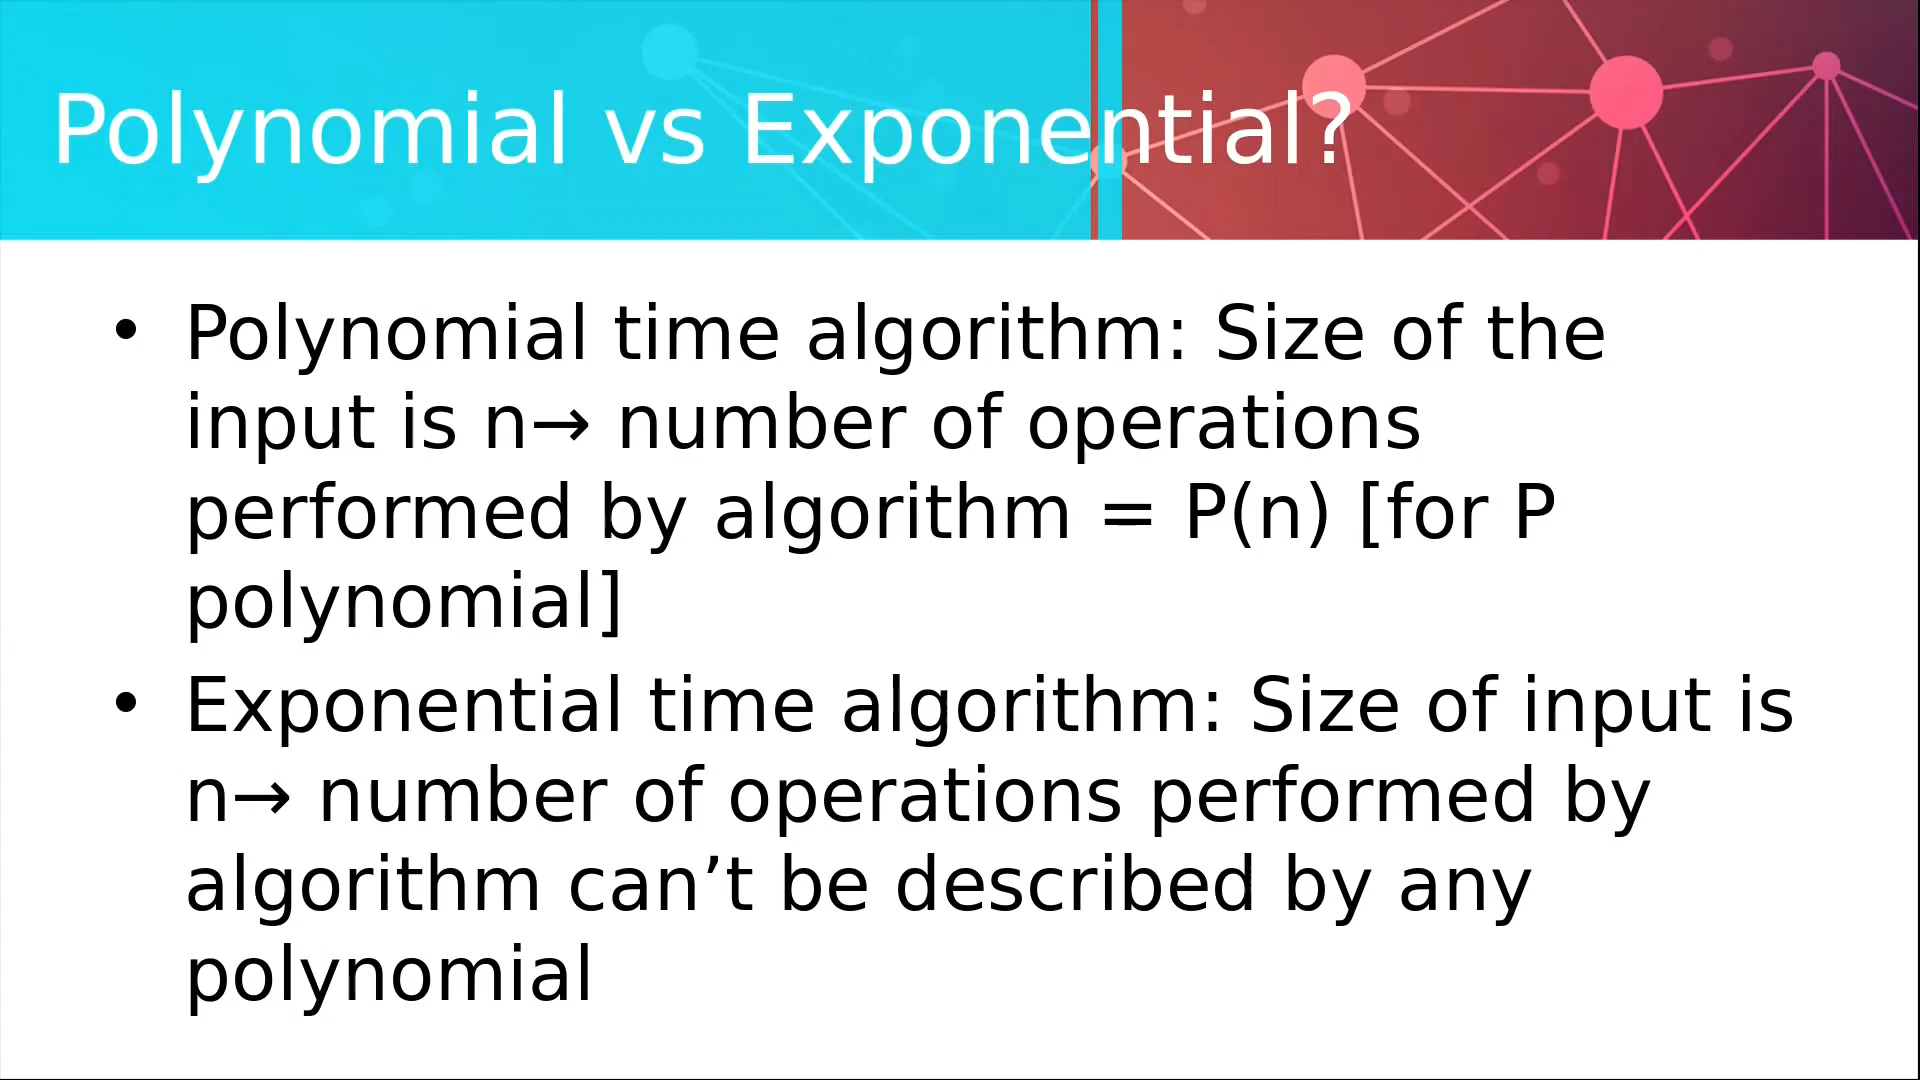 Polynomial vs Exponential?
• Polynomial time algorithm: Size of the
input is n→ number of operations
performed by algorithm = P(n) [for P
polynomial]
• Exponential time algorithm: Size of input is
n→ number of operations performed by
algorithm can’t be described by any
polynomial